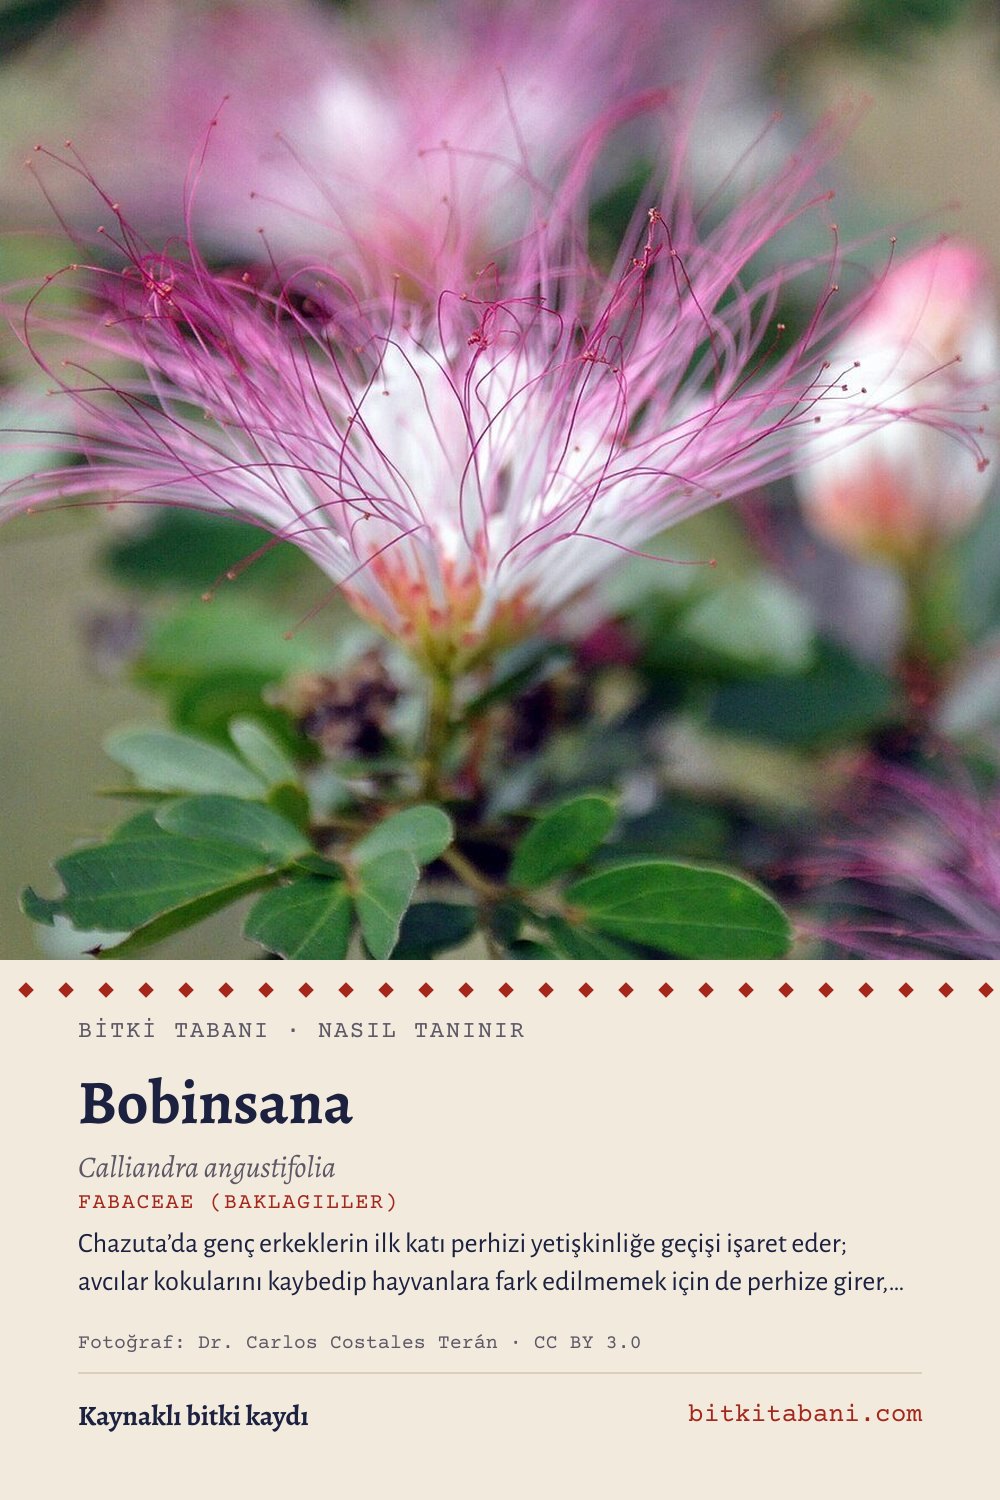 BİTKİ TABANI · NASIL TANINIR
Bobinsana
Calliandra angustifolia
FABACEAE (BAKLAGILLER)
Chazuta’da genç erkeklerin ilk katı perhizi yetişkinliğe geçişi işaret eder;
avcılar kokularını kaybedip hayvanlara fark edilmemek için de perhize girer,…
Fotoğraf: Dr. Carlos Costales Terán · CC BY 3.0
Kaynaklı bitki kaydı
bitkitabani.com